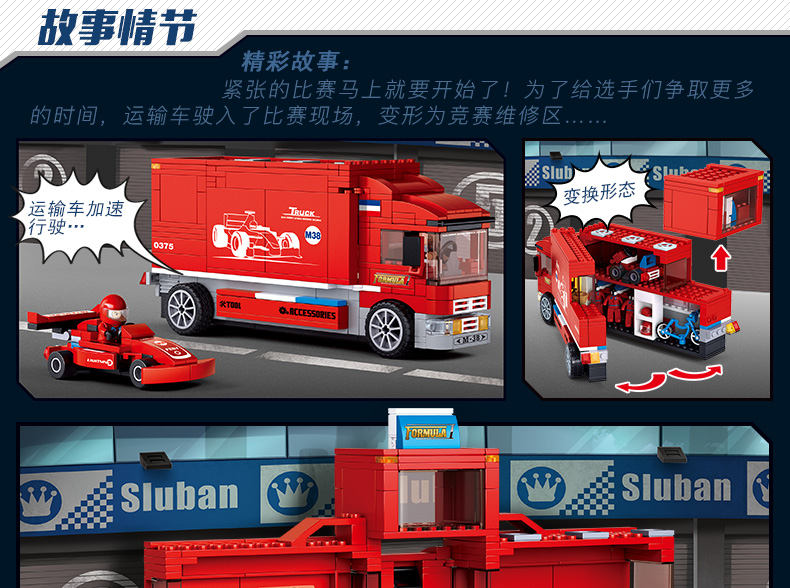 故事情节
精彩故事：
紧张的比赛马上就要开始了！为了给选手们争取更多
的时间，运输车驶入了比赛现场，变形为竞赛维修区……
运输车加速
行驶…
TRUCK
M38
0375
FORMULA 1
TOOL
ACCESSORIES
M-38
变换形态
Sluban
FORMULA 1
Sluban
Sluban